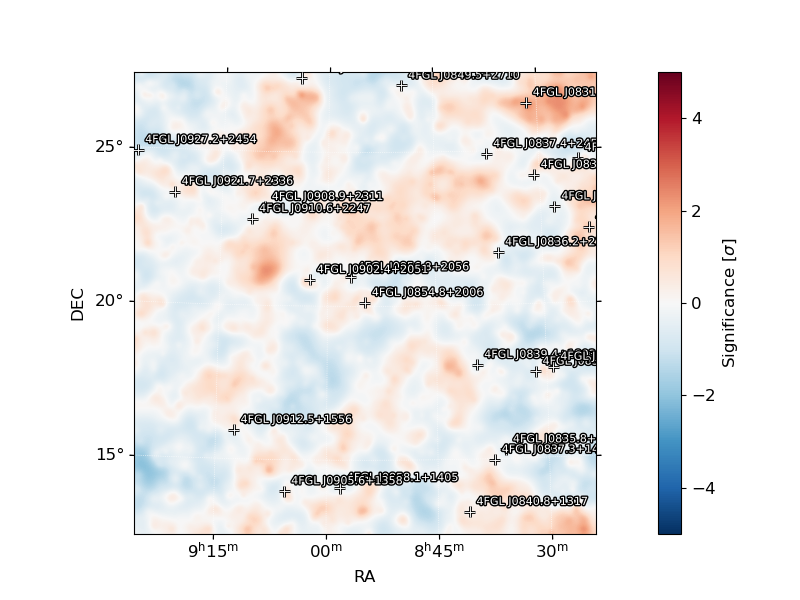 4FGL J0849.5+2710
4FGL J0831
4FGL J0927.2+2454
4FGL J0837.4+24
25°
4FGL J083
4FGL J0921.7+2336
4FGL J0908.9+2311
4FGL J
4FGL J0910.6+2247
4FGL J0836.2+2
4FGL J0902.4+2051
+2056
4FGL J0854.8+2006
20°
4FGL J0839.4
4FGL J0912.5+1556
4FGL J0835.8+
4FGL J0837.3+14
15°
4FGL J0905.6+1358
8.1+1405
4FGL J0840.8+1317
9h15m
00m
8h45m
30m
RA
DEC
4
2
0
−2
−4
Significance [σ]